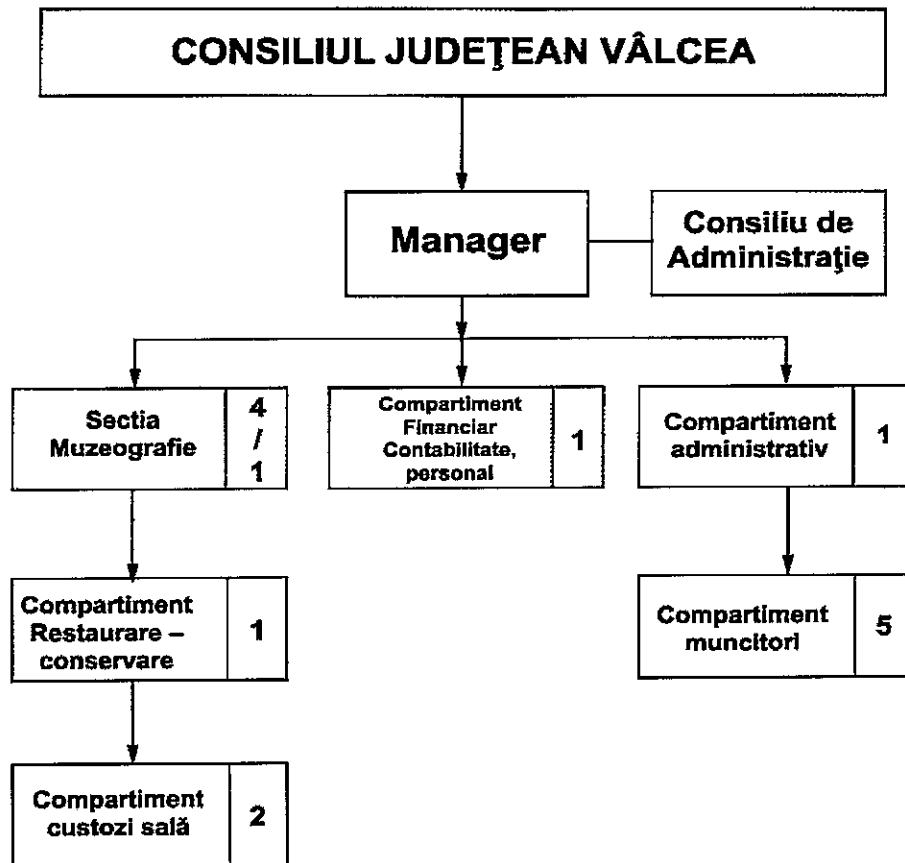 CONSILIUL JUDEŢEAN VÂLCEA
Manager
Consiliu de
Administraţie
Sectia
Muzeografie
4
/
1
Compartiment
Financiar
Contabilitate,
personal
1
Compartiment
administrativ
1
Compartiment
Restaurare –
conservare
1
Compartiment
muncitori
5
Compartiment
custozi sală
2